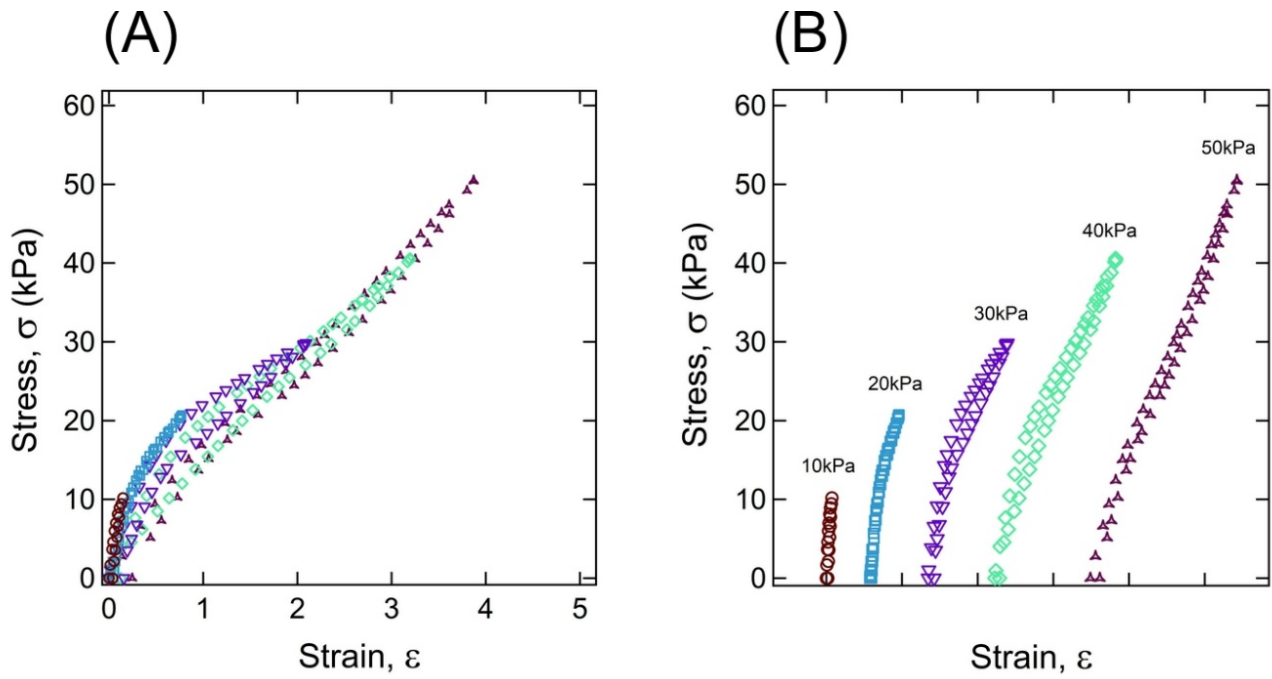 (A)
60
50
40
30
20
10
0
0 1 2 3 4 5
Stress, σ (kPa)
Strain, ε
(B)
60
50
40
30
20
10
0
10kPa
20kPa
30kPa
40kPa
50kPa
Stress, σ (kPa)
Strain, ε